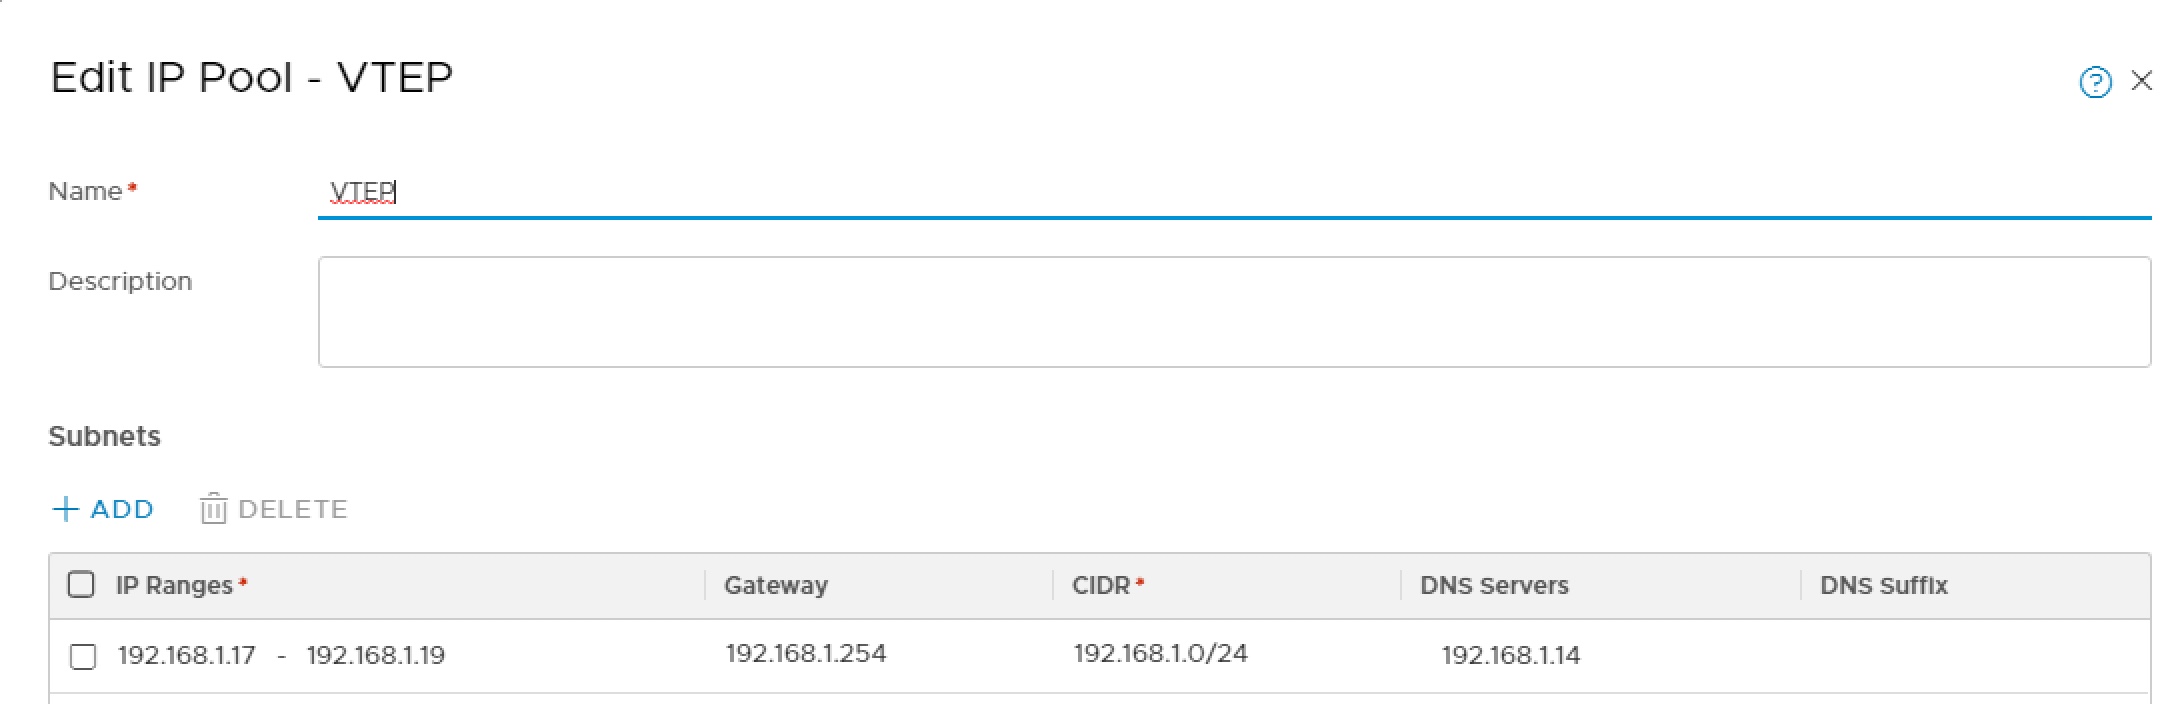 Edit IP Pool - VTEP
Name* VTEP
Description
Subnets
+ ADD DELETE
IP Ranges* Gateway CIDR* DNS Servers DNS Suffix
192.168.1.17 - 192.168.1.19 192.168.1.254 192.168.1.0/24 192.168.1.14